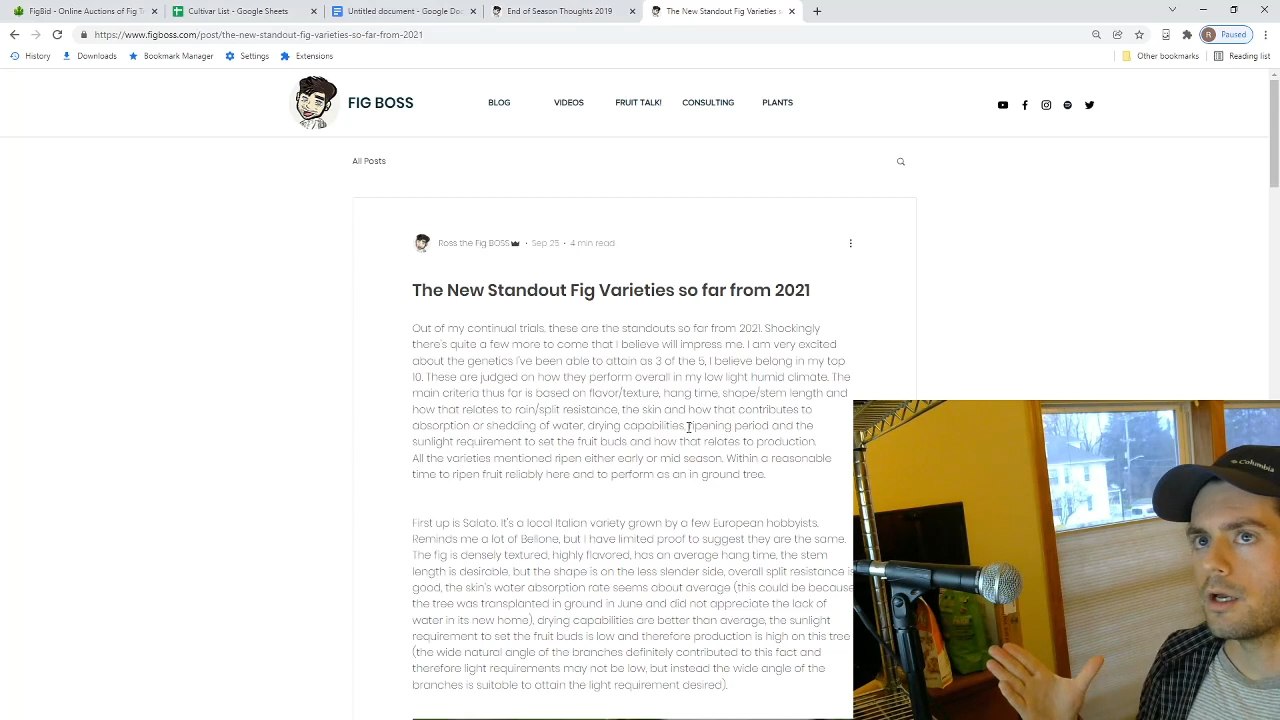 FigBid - Online Auctions of Fig Tr
Cultivar List - Google Sheets
Untitled document - Google Doc
End of Season Thoughts 2019
The New Standout Fig Varieties s
https://www.figboss.com/post/the-new-standout-fig-varieties-so-far-from-2021
R Paused
History
Downloads
Bookmark Manager
Settings
Extensions
Other bookmarks
Reading list
FIG BOSS
BLOG
VIDEOS
FRUIT TALK!
CONSULTING
PLANTS
All Posts
Ross the Fig BOSS · Sep 25 · 4 min read
The New Standout Fig Varieties so far from 2021
Out of my continual trials, these are the standouts so far from 2021. Shockingly
there's quite a few more to come that I believe will impress me. I am very excited
about the genetics I've been able to attain as 3 of the 5, I believe belong in my top
10. These are judged on how they perform overall in my low light humid climate. The
main criteria thus far is based on flavor/texture, hang time, shape/stem length and
how that relates to rain/split resistance, the skin and how that contributes to
absorption or shedding of water, drying capabilities, ripening period and the
sunlight requirement to set the fruit buds and how that relates to production.
All the varieties mentioned ripen either early or mid season. Within a reasonable
time to ripen fruit reliably here and to perform as an in ground tree.
First up is Salato. It's a local Italian variety grown by a few European hobbyists.
Reminds me a lot of Bellone, but I have limited proof to suggest they are the same.
The fig is densely textured, highly flavored, has an average hang time, the stem
length is desirable, but the shape is on the less slender side, overall split resistance is
good, the skin's water absorption rate seems about average (this could be because
the tree was transplanted in ground in June and did not appreciate the lack of
water in its new home), drying capabilities are better than average, the sunlight
requirement to set the fruit buds is low and therefore production is high on this tree
(the wide natural angle of the branches definitely contributed to this fact and
therefore light requirements may not be low, but instead the wide angle of the
branches is suitable to attain the light requirement desired).
Columbia